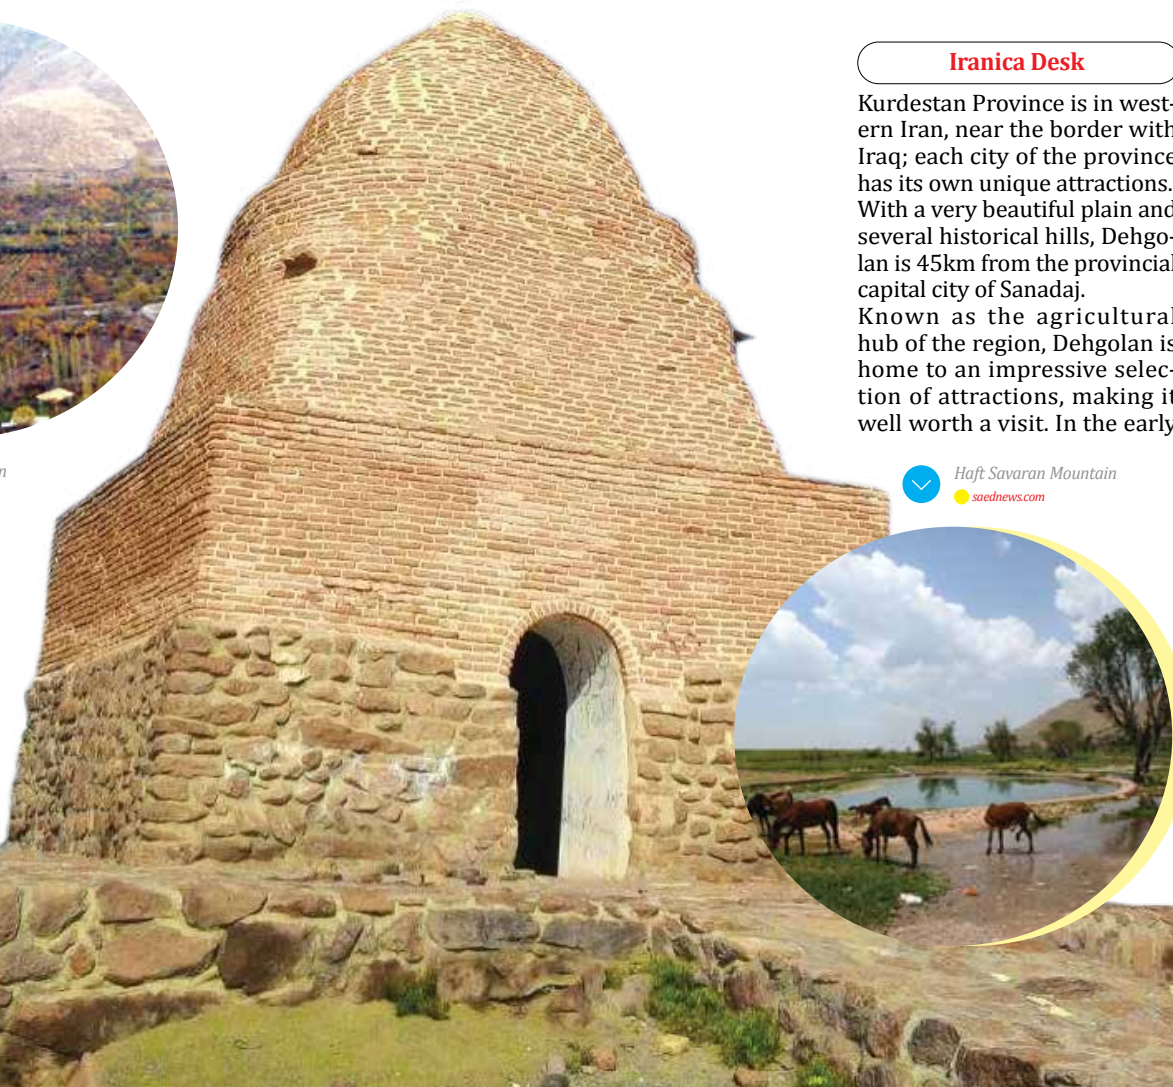 Iranica Desk
Kurdestan Province is in west-
ern Iran, near the border with
Iraq; each city of the province
has its own unique attractions.
With a very beautiful plain and
several historical hills, Dehgo-
lan is 45km from the provincial
capital city of Sanadaj.
Known as the agricultural
hub of the region, Dehgolan is
home to an impressive selec-
tion of attractions, making it
well worth a visit. In the early
Haft Savaran Mountain
saednews.com